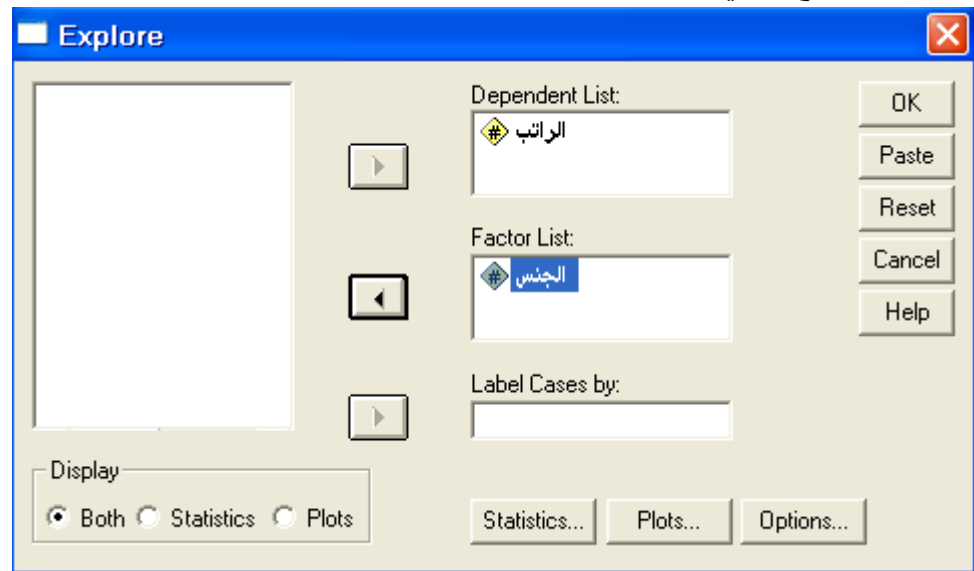 Explore
Dependent List:
الراتب
Factor List:
الجنس
Label Cases by:
Display
Both Statistics Plots
Statistics... Plots... Options...
OK
Paste
Reset
Cancel
Help